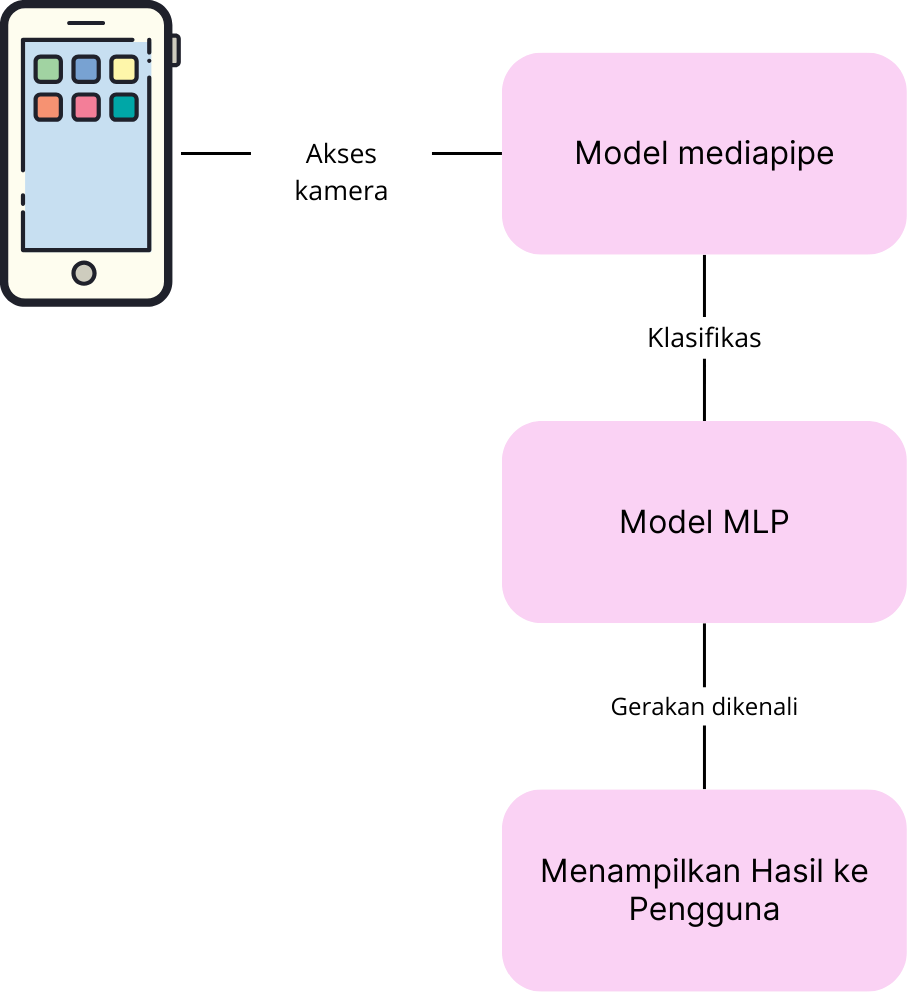 Akses
kamera
Model mediapipe
Klasifikas
Model MLP
Gerakan dikenali
Menampilkan Hasil ke
Pengguna